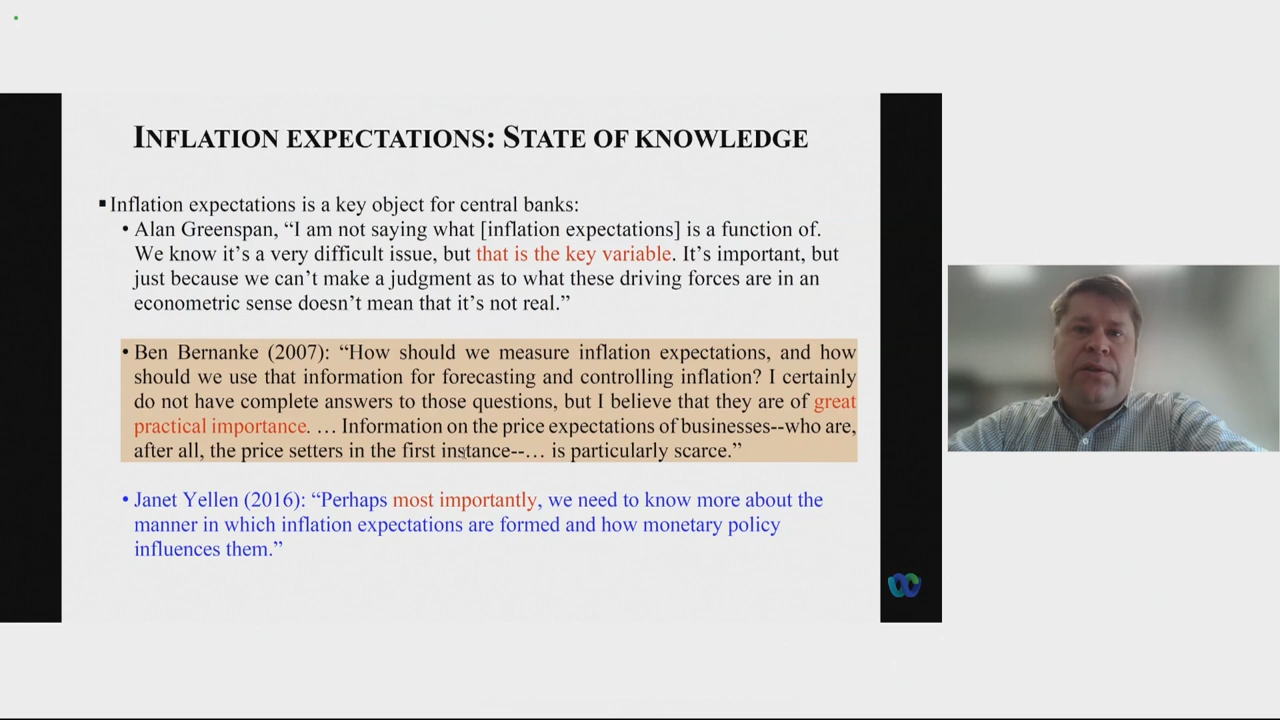 INFLATION EXPECTATIONS: STATE OF KNOWLEDGE
▪ Inflation expectations is a key object for central banks:
• Alan Greenspan, “I am not saying what [inflation expectations] is a function of.
We know it’s a very difficult issue, but that is the key variable. It’s important, but
just because we can’t make a judgment as to what these driving forces are in an
econometric sense doesn’t mean that it’s not real.”
• Ben Bernanke (2007): “How should we measure inflation expectations, and how
should we use that information for forecasting and controlling inflation? I certainly
do not have complete answers to those questions, but I believe that they are of great
practical importance. … Information on the price expectations of businesses--who are,
after all, the price setters in the first instance--… is particularly scarce.”
• Janet Yellen (2016): “Perhaps most importantly, we need to know more about the
manner in which inflation expectations are formed and how monetary policy
influences them.”